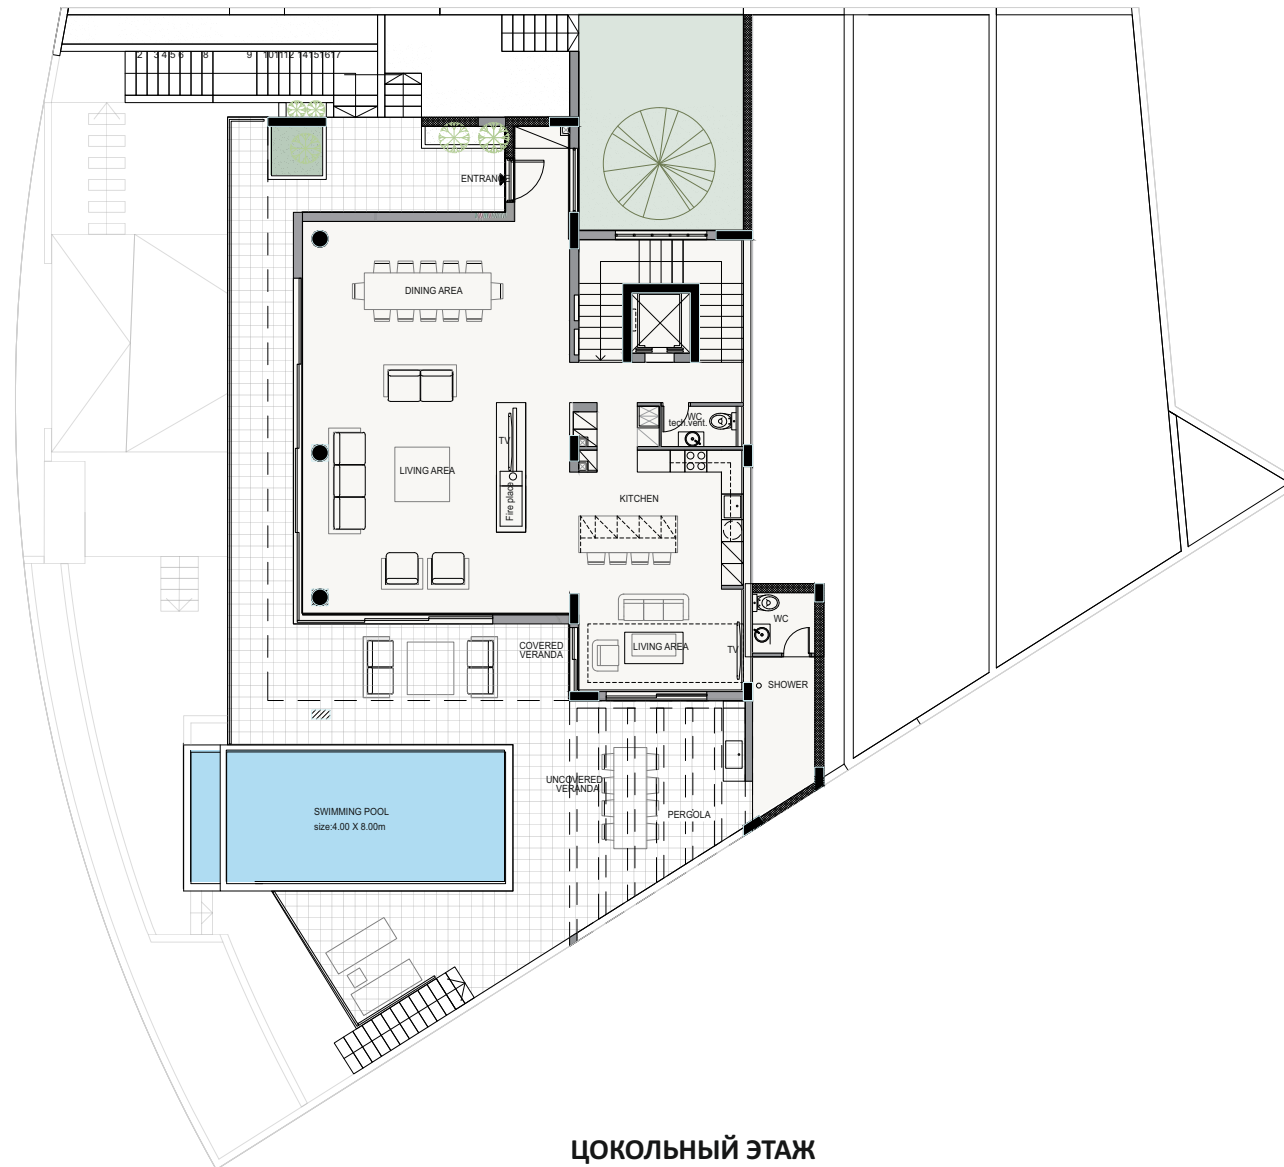 2 3 4 5 6 8 9 10 11 12 14 15 16 17
ENTRANCE
DINING AREA
WC
tech.vent.
TV
LIVING AREA
Fire place
KITCHEN
WC
COVERED
VERANDA
LIVING AREA
TV
SHOWER
UNCOVERED
VERANDA
SWIMMING POOL
size:4.00 X 8.00m
PERGOLA
ЦОКОЛЬНЫЙ ЭТАЖ